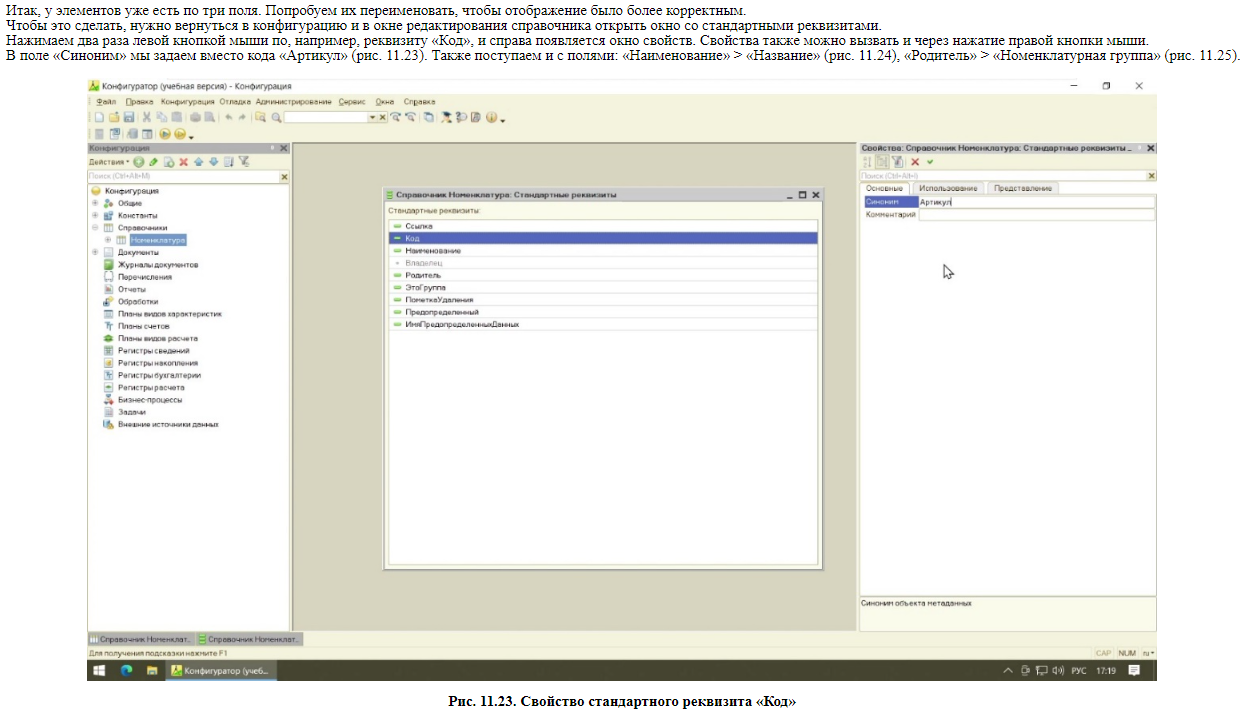 Итак, у элементов уже есть по три поля. Попробуем их переименовать, чтобы отображение было более корректным.
Чтобы это сделать, нужно вернуться в конфигурацию и в окне редактирования справочника открыть окно со стандартными реквизитами.
Нажимаем два раза левой кнопкой мыши по, например, реквизиту «Код», и справа появляется окно свойств. Свойства также можно вызвать и через нажатие правой кнопки мыши.
В поле «Синоним» мы задаем вместо кода «Артикул» (рис. 11.23). Также поступаем и с полями: «Наименование» > «Название» (рис. 11.24), «Родитель» > «Номенклатурная группа» (рис. 11.25).
Конфигуратор (учебная версия) - Конфигурация
Файл Правка Конфигурация Отладка Администрирование Сервис Окна Справка
Конфигурация
Действия
Поиск (Ctrl+Alt+M)
Конфигурация
Общие
Константы
Справочники
Номенклатура
Документы
Журналы документов
Перечисления
Отчеты
Обработки
Планы видов характеристик
Планы счетов
Планы видов расчета
Регистры сведений
Регистры накопления
Регистры бухгалтерии
Регистры расчета
Бизнес-процессы
Задачи
Внешние источники данных
Справочник Номенклатура: Стандартные реквизиты
Стандартные реквизиты:
Ссылка
Код
Наименование
Владелец
Родитель
ЭтоГруппа
ПометкаУдаления
Предопределенный
ИмяПредопределенныхДанных
Свойства: Справочник Номенклатура: Стандартные реквизиты ...
Поиск (Ctrl+Alt+I)
Основные Использование Представление
Синоним Артикул
Комментарий
Синоним объекта метаданных
Справочник Номенклат... Справочник Номенклат...
Для получения подсказки нажмите F1 CAP NUM ru
Конфигуратор (учеб... РУС 17:19
Рис. 11.23. Свойство стандартного реквизита «Код»